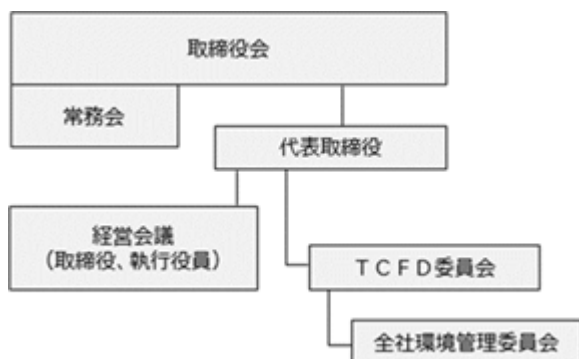 取締役会
常務会
代表取締役
経営会議
（取締役、執行役員）
ＴＣＦＤ委員会
全社環境管理委員会